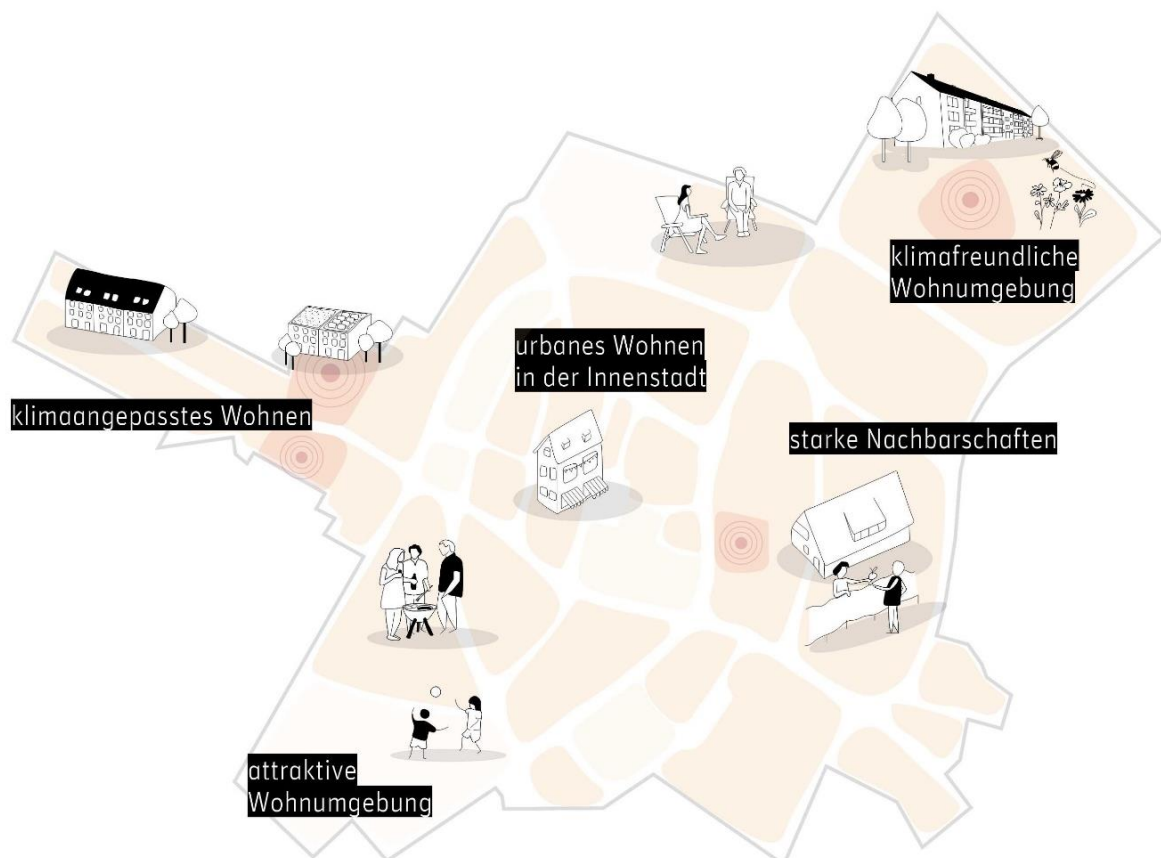 klimafreundliche
Wohnumgebung
urbanes Wohnen
in der Innenstadt
klimaangepasstes Wohnen
starke Nachbarschaften
attraktive
Wohnumgebung